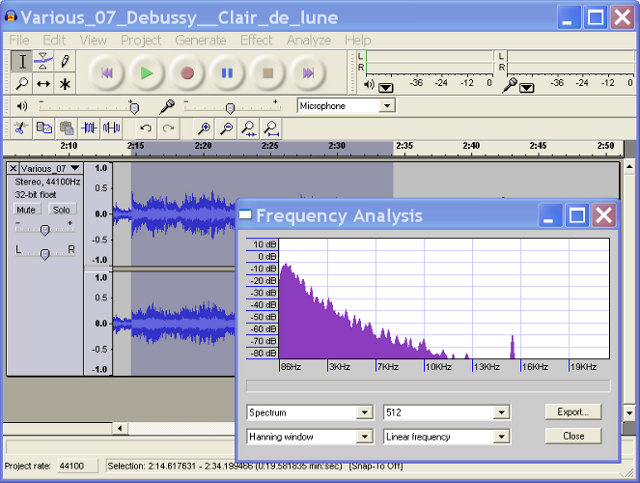 Various_07_Debussy__Clair_de_lune
File Edit View Project Generate Effect Analyze Help
L
R
-36 -24 -12 0
L
R
-36 -24 -12 0
- +
- +
Microphone
2:10 2:15 2:20 2:25 2:30 2:35 2:40 2:45 2:50
Various_07
Stereo, 44100Hz
32-bit float
Mute Solo
- +
L R
1.0
0.5
0.0
-0.5
-1.0
1.0
0.5
0.0
-0.5
-1.0
Frequency Analysis
10 dB
0 dB
-10 dB
-20 dB
-30 dB
-40 dB
-50 dB
-60 dB
-70 dB
-80 dB
86Hz 3KHz 7KHz 10KHz 13KHz 16KHz 19KHz
Spectrum 512 Export...
Hanning window Linear frequency Close
Project rate: 44100 Selection: 2:14.617631 - 2:34.199466 (0:19.581835 min:sec) [Snap-To Off]